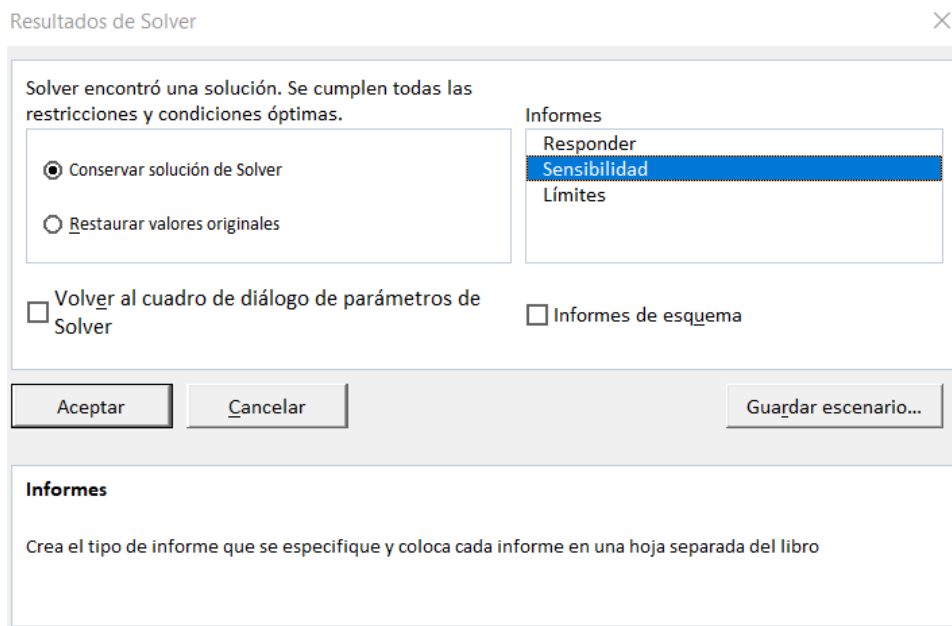 Resultados de Solver
Solver encontró una solución. Se cumplen todas las
restricciones y condiciones óptimas.
Conservar solución de Solver
Restaurar valores originales
Informes
Responder
Sensibilidad
Límites
Volver al cuadro de diálogo de parámetros de
Solver
Informes de esquema
Aceptar
Cancelar
Guardar escenario...
Informes
Crea el tipo de informe que se especifique y coloca cada informe en una hoja separada del libro